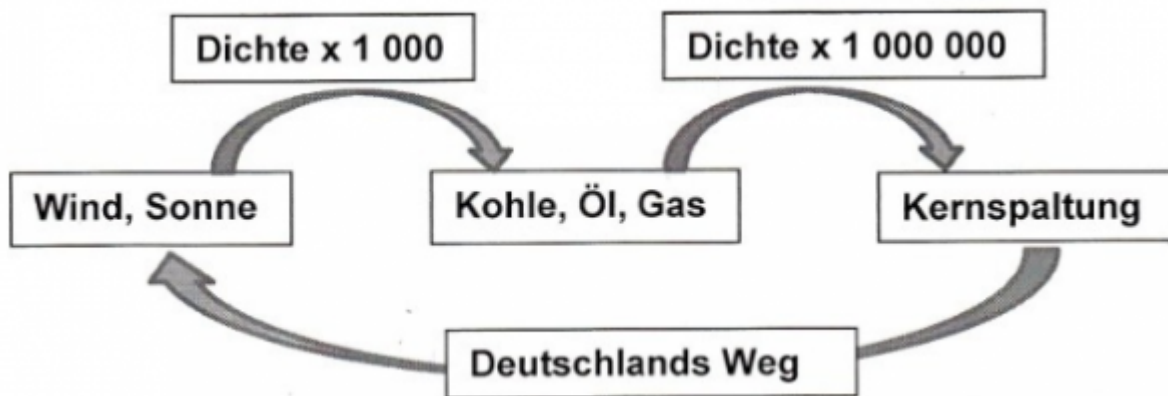 Dichte x 1 000
Dichte x 1 000 000
Wind, Sonne
Kohle, Öl, Gas
Kernspaltung
Deutschlands Weg